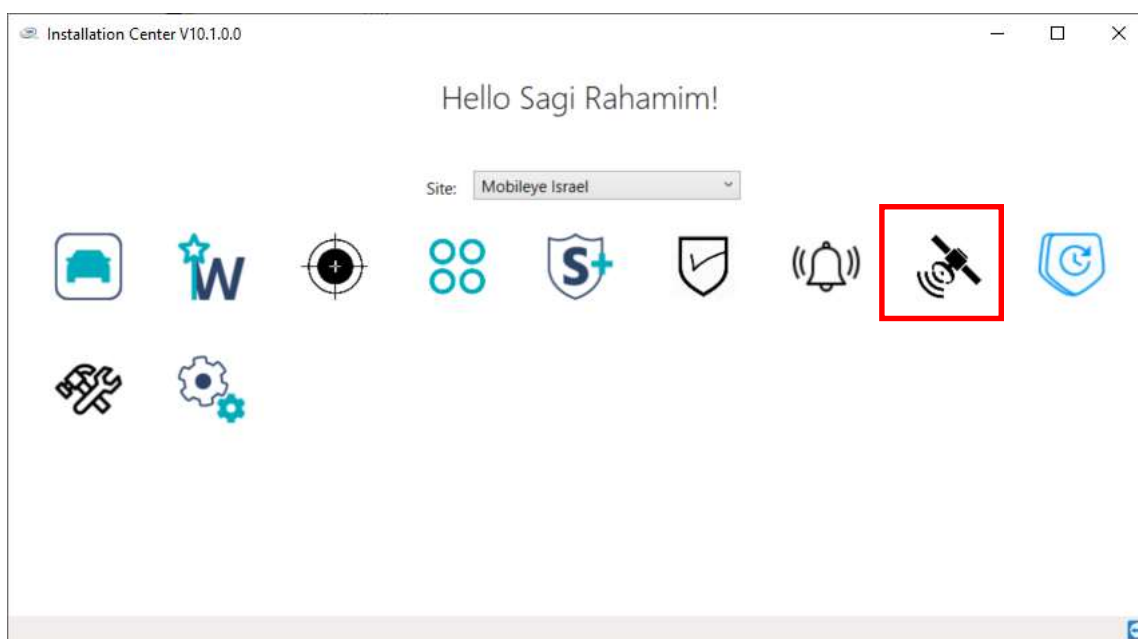 Installation Center V10.1.0.0
Hello Sagi Rahamim!
Site: Mobileye Israel
W S+